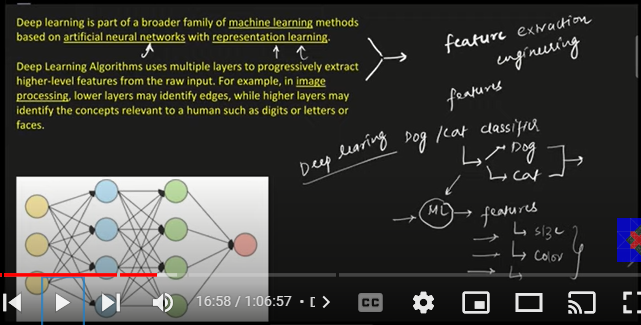 Deep learning is part of a broader family of machine learning methods
based on artificial neural networks with representation learning.
Deep Learning Algorithms uses multiple layers to progressively extract
higher-level features from the raw input. For example, in image
processing, lower layers may identify edges, while higher layers may
identify the concepts relevant to a human such as digits or letters or
faces.
feature extraction
engineering
features
Deep learing Dog / Cat classifir
Dog
Cat
ML features
size
color
16:58 / 1:06:57 •
CC